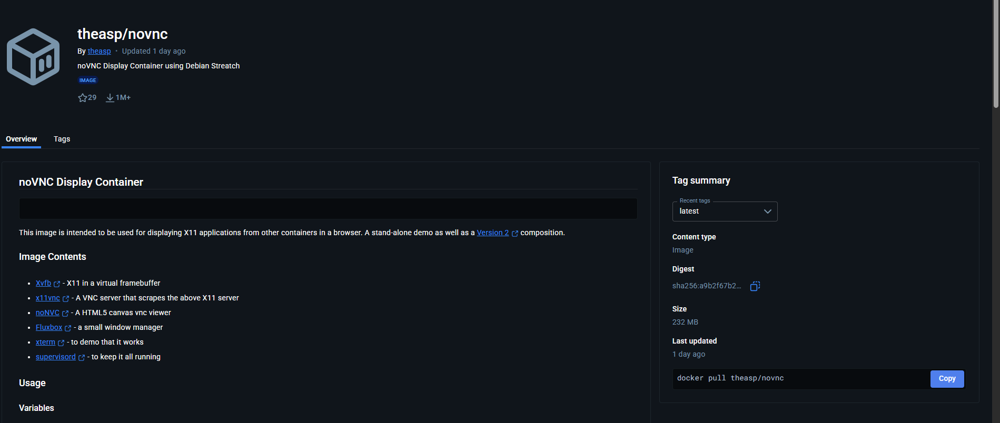 theasp/novnc
By theasp • Updated 1 day ago
noVNC Display Container using Debian Streatch
IMAGE
29 1M+
Overview Tags
noVNC Display Container
This image is intended to be used for displaying X11 applications from other containers in a browser. A stand-alone demo as well as a Version 2 composition.
Image Contents
• Xvfb - X11 in a virtual framebuffer
• x11vnc - A VNC server that scrapes the above X11 server
• noNVC - A HTML5 canvas vnc viewer
• Fluxbox - a small window manager
• xterm - to demo that it works
• supervisord - to keep it all running
Usage
Variables
Tag summary
Recent tags
latest
Content type
Image
Digest
sha256:a9b2f67b2...
Size
232 MB
Last updated
1 day ago
docker pull theasp/novnc Copy